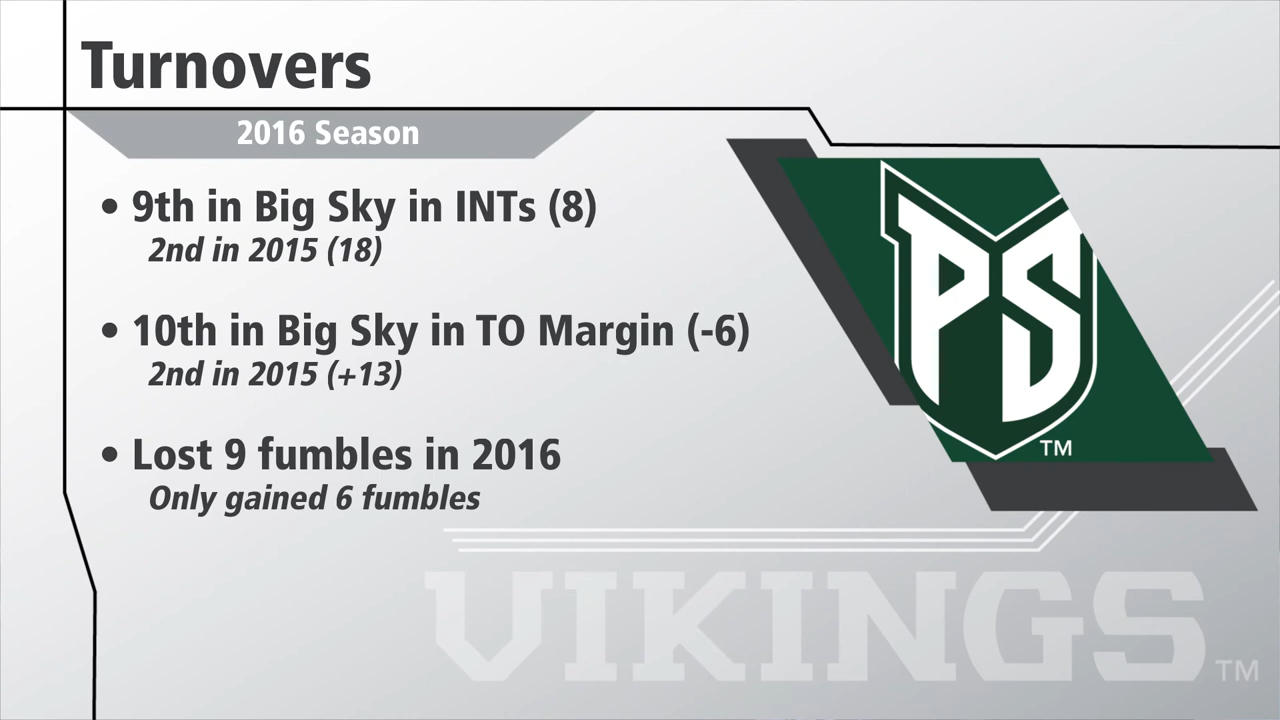 Turnovers
2016 Season
• 9th in Big Sky in INTs (8)
2nd in 2015 (18)
• 10th in Big Sky in TO Margin (-6)
2nd in 2015 (+13)
• Lost 9 fumbles in 2016
Only gained 6 fumbles
PS
TM
VIKINGS TM